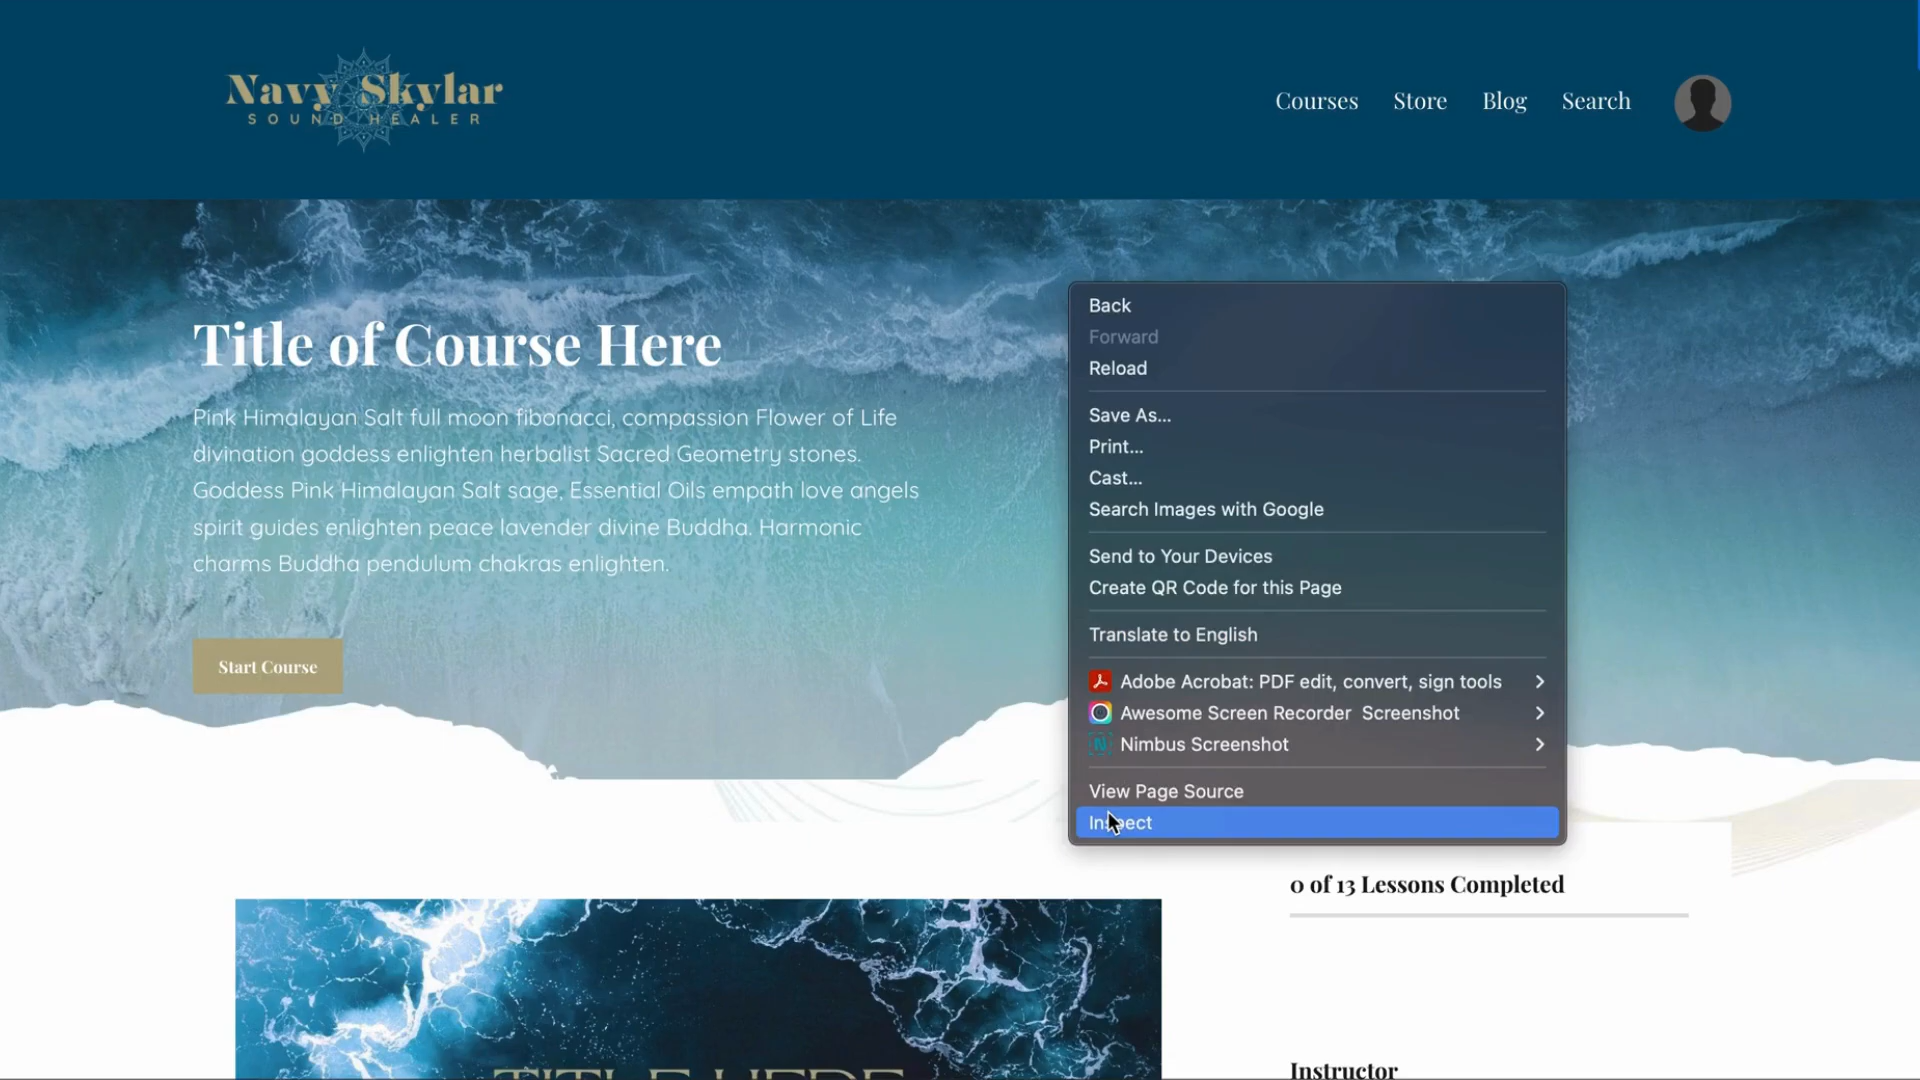 Navy Skylar
SOUND HEALER
Courses
Store
Blog
Search
Title of Course Here
Pink Himalayan Salt full moon fibonacci, compassion Flower of Life
divination goddess enlighten herbalist Sacred Geometry stones.
Goddess Pink Himalayan Salt sage, Essential Oils empath love angels
spirit guides enlighten peace lavender divine Buddha. Harmonic
charms Buddha pendulum chakras enlighten.
Start Course
Back
Forward
Reload
Save As...
Print...
Cast...
Search Images with Google
Send to Your Devices
Create QR Code for this Page
Translate to English
Adobe Acrobat: PDF edit, convert, sign tools
Awesome Screen Recorder Screenshot
Nimbus Screenshot
View Page Source
Inspect
0 of 13 Lessons Completed
TITLE HERE
Instructor